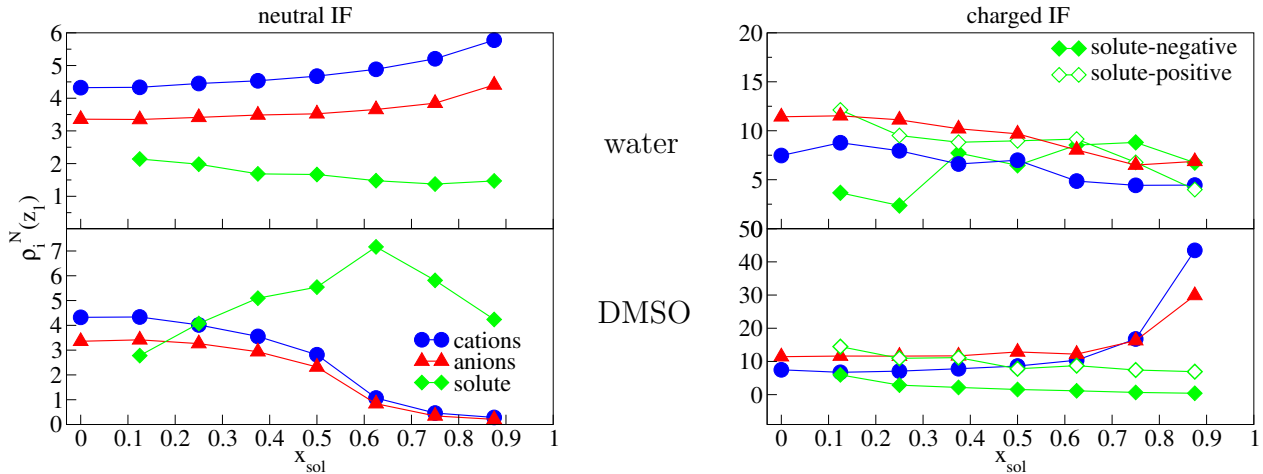 neutral IF
charged IF
6
5
4
3
2
1
20
15
10
5
solute-negative
solute-positive
water
ρᵢᴺ(z₁)
7
6
5
4
3
2
1
0
cations
anions
solute
DMSO
50
40
30
20
10
0
0 0.1 0.2 0.3 0.4 0.5 0.6 0.7 0.8 0.9 1
0 0.1 0.2 0.3 0.4 0.5 0.6 0.7 0.8 0.9 1
x_sol
x_sol